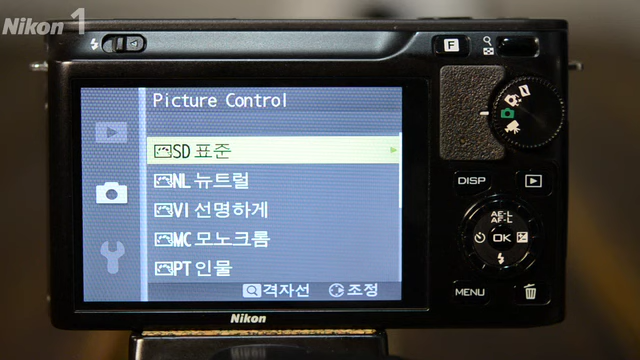 Nikon 1
F
Picture Control
SD 표준
NL 뉴트럴
VI 선명하게
MC 모노크롬
PT 인물
격자선 조정
DISP
AE-L
AF-L
OK
MENU
Nikon